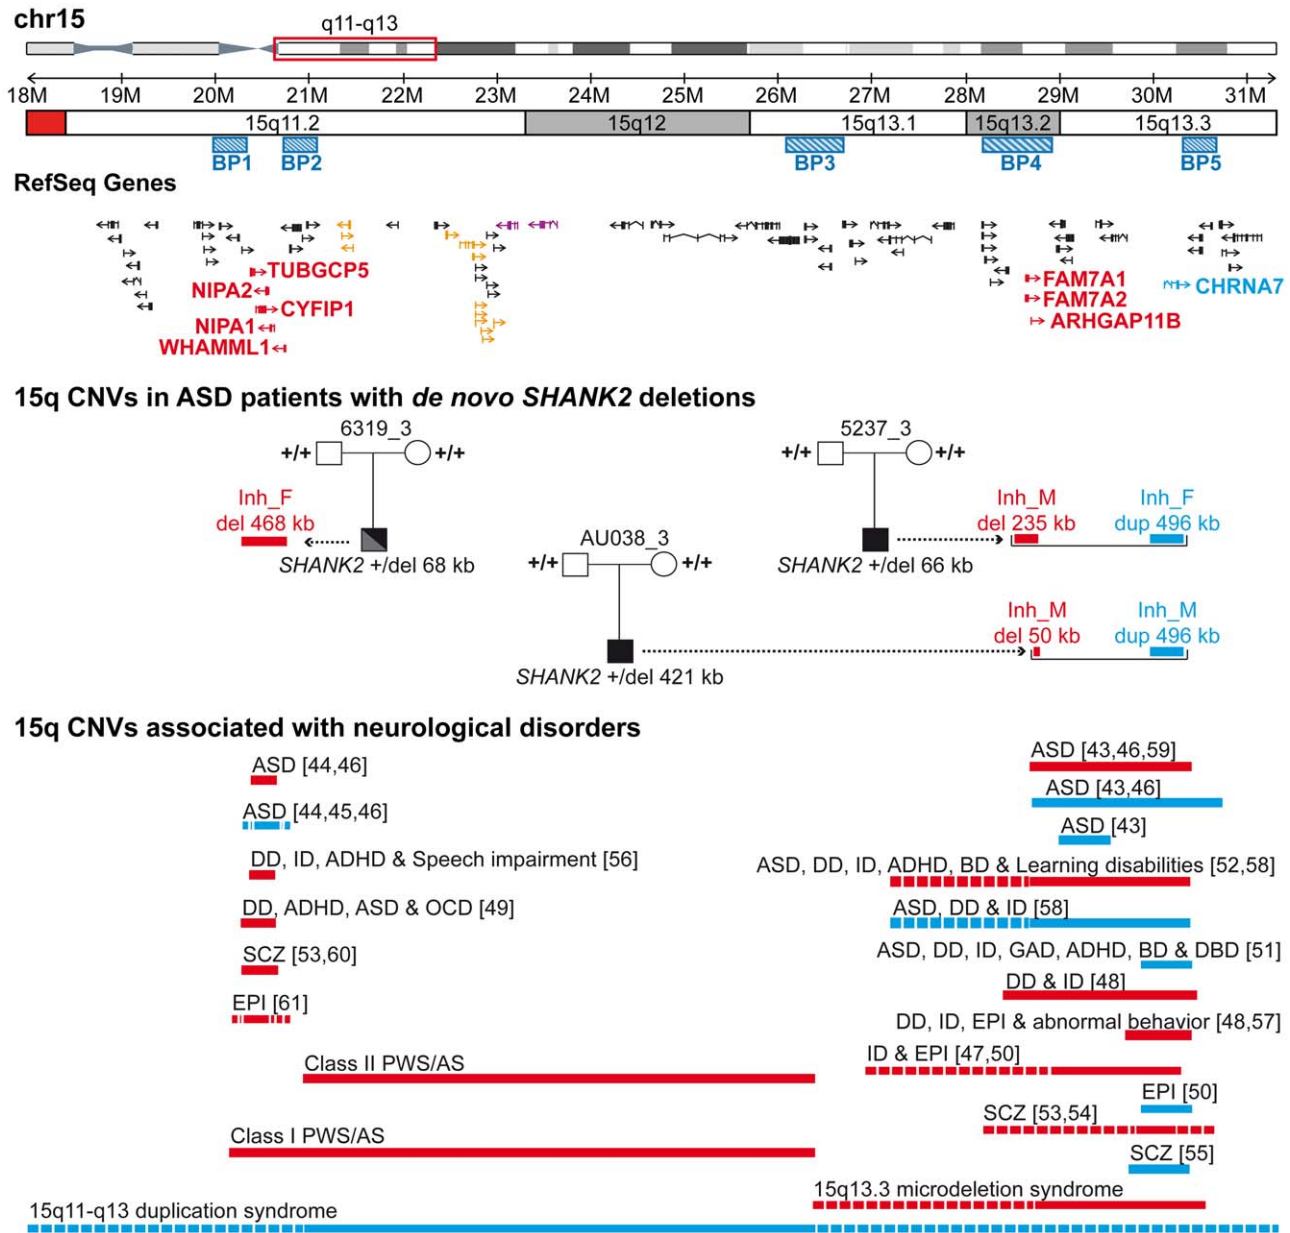 chr15
q11-q13
18M 19M 20M 21M 22M 23M 24M 25M 26M 27M 28M 29M 30M 31M
15q11.2 15q12 15q13.1 15q13.2 15q13.3
BP1 BP2 BP3 BP4 BP5
RefSeq Genes
TUBGCP5
NIPA2
CYFIP1
NIPA1
WHAMML1
FAM7A1
FAM7A2
ARHGAP11B
CHRNA7
15q CNVs in ASD patients with de novo SHANK2 deletions
6319_3
+/+ +/+
Inh_F
del 468 kb
SHANK2 +/del 68 kb
AU038_3
+/+ +/+
SHANK2 +/del 421 kb
5237_3
+/+ +/+
SHANK2 +/del 66 kb
Inh_M
del 235 kb
Inh_F
dup 496 kb
Inh_M
del 50 kb
Inh_M
dup 496 kb
15q CNVs associated with neurological disorders
ASD [44,46]
ASD [44,45,46]
DD, ID, ADHD & Speech impairment [56]
DD, ADHD, ASD & OCD [49]
SCZ [53,60]
EPI [61]
Class II PWS/AS
Class I PWS/AS
15q11-q13 duplication syndrome
ASD [43,46,59]
ASD [43,46]
ASD [43]
ASD, DD, ID, ADHD, BD & Learning disabilities [52,58]
ASD, DD & ID [58]
ASD, DD, ID, GAD, ADHD, BD & DBD [51]
DD & ID [48]
DD, ID, EPI & abnormal behavior [48,57]
ID & EPI [47,50]
EPI [50]
SCZ [53,54]
SCZ [55]
15q13.3 microdeletion syndrome